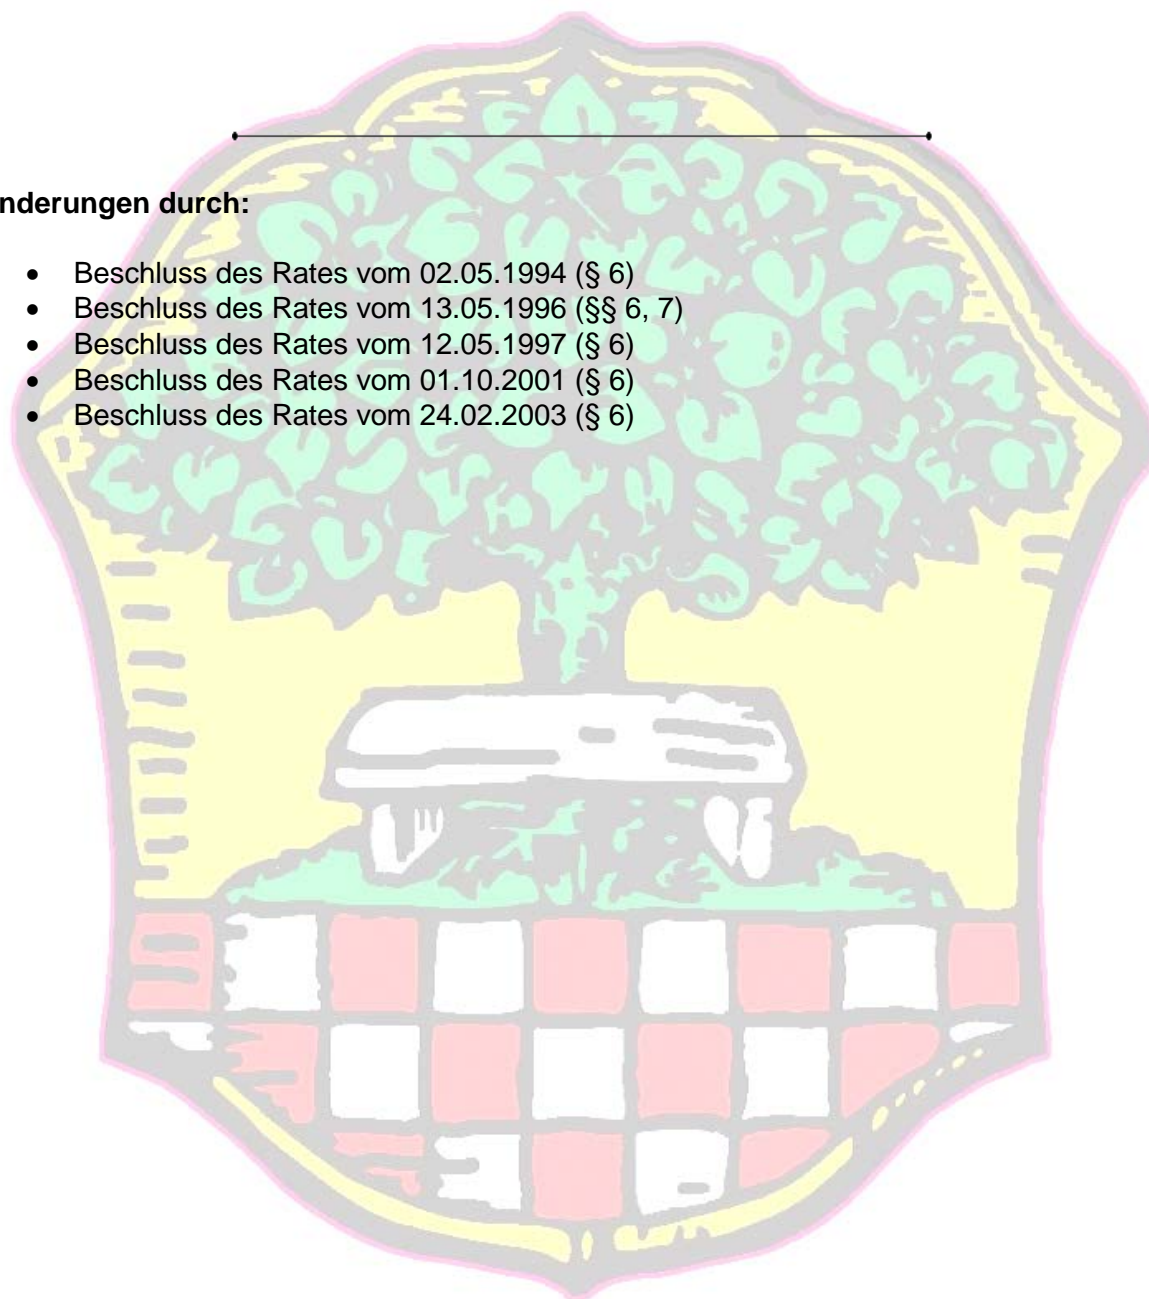 nderungen durch:
• Beschluss des Rates vom 02.05.1994 (§ 6)
• Beschluss des Rates vom 13.05.1996 (§§ 6, 7)
• Beschluss des Rates vom 12.05.1997 (§ 6)
• Beschluss des Rates vom 01.10.2001 (§ 6)
• Beschluss des Rates vom 24.02.2003 (§ 6)